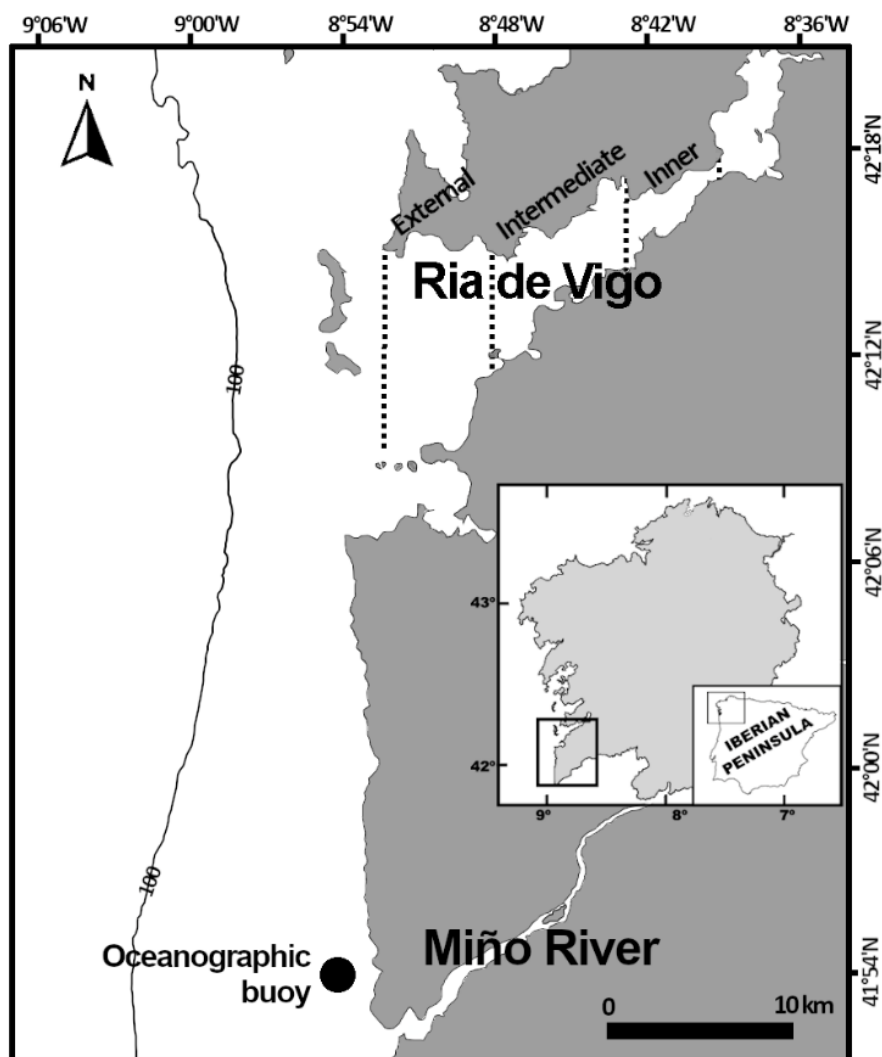 9°06'W 9°00'W 8°54'W 8°48'W 8°42'W 8°36'W
N
42°18'N
External
Intermediate
Inner
Ria de Vigo
42°12'N
100
42°06'N
43°
IBERIAN
PENINSULA
42°
42°00'N
9° 8° 7°
100
Oceanographic
buoy
Miño River
41°54'N
0 10 km